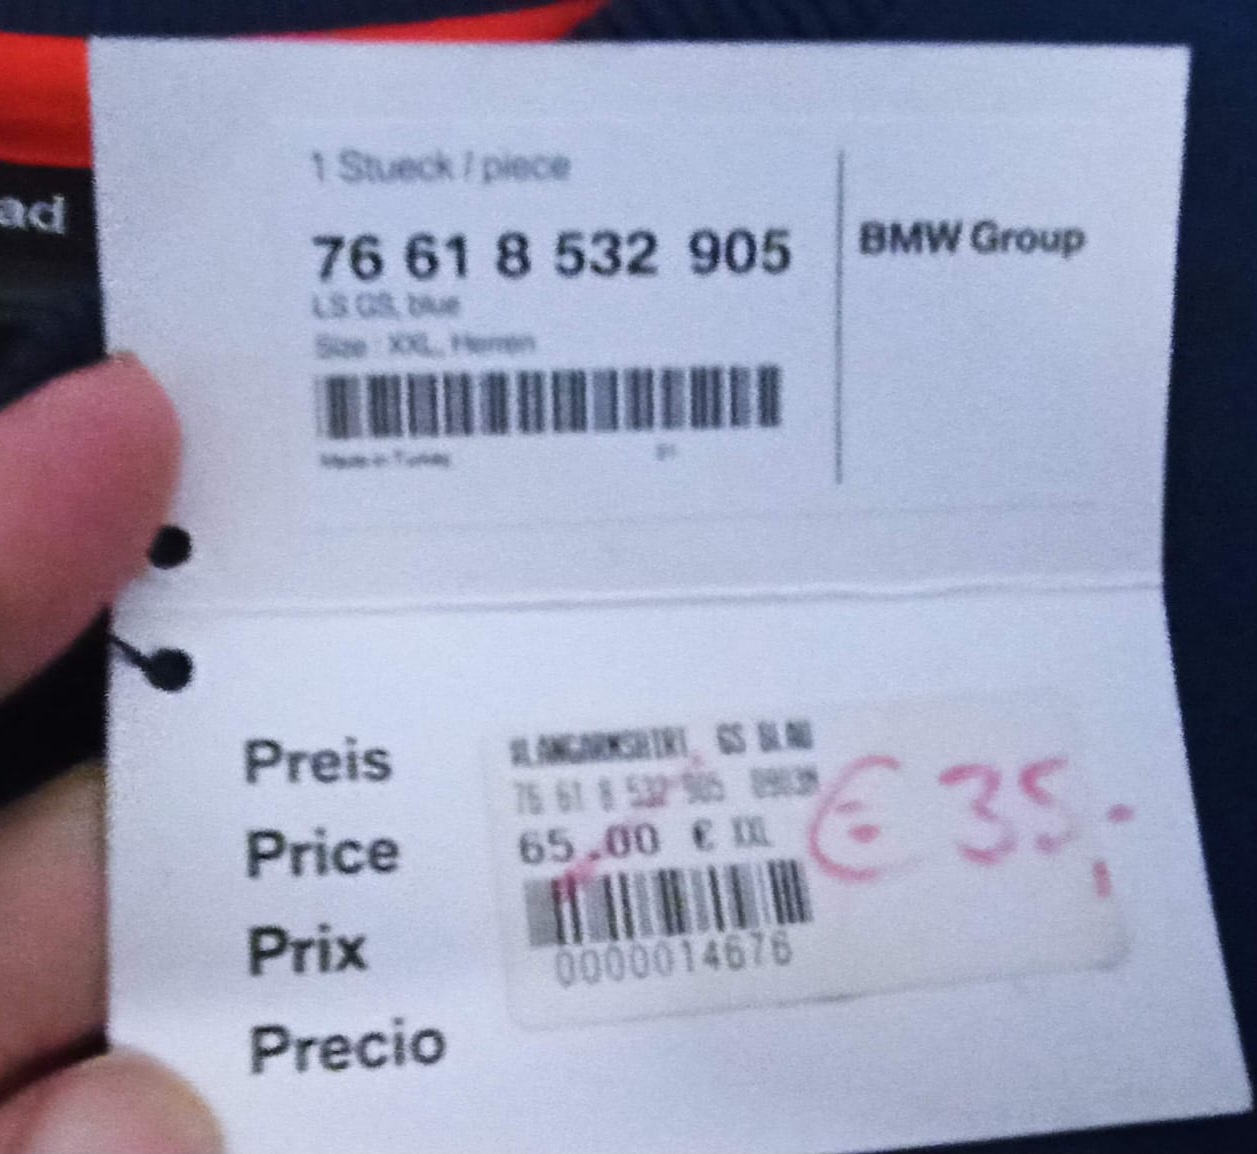 ad
1 Stueck / piece
76 61 8 532 905
BMW Group
LS GS, blue
Size : XXL, Herren
Made in Turkey
Preis
Price
Prix
Precio
GS BLAU
76 61 8 532 905
65.00 € XXL
0000014676
€ 35,-